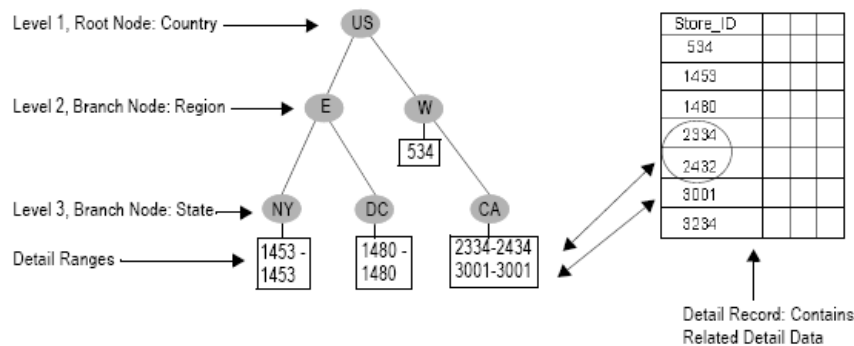 Level 1, Root Node: Country
US
Level 2, Branch Node: Region
E
W
534
Level 3, Branch Node: State
NY
DC
CA
Detail Ranges
1453 -
1453
1480 -
1480
2334-2434
3001-3001
Store_ID
534
1453
1480
2334
2432
3001
3234
Detail Record: Contains
Related Detail Data